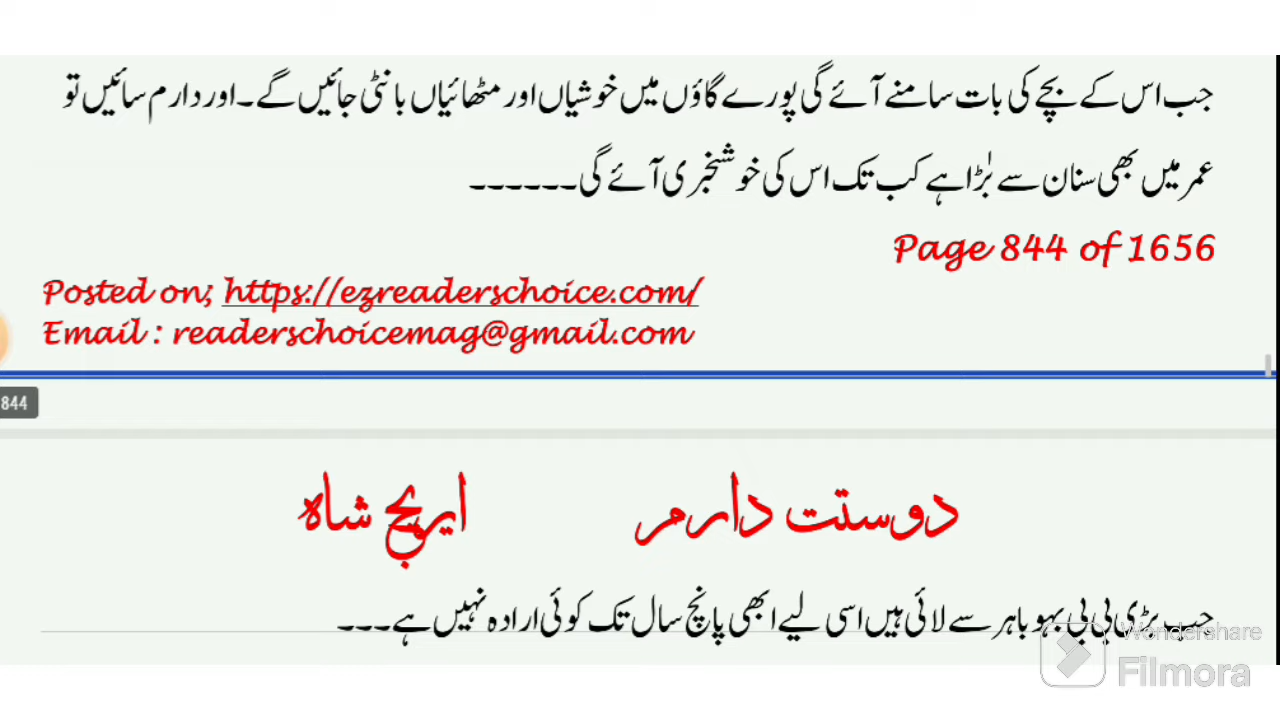 جب اس کے بچے کی بات سامنے آئے گی پورے گاؤں میں خوشیاں اور مٹھائیاں بانٹی جائیں گے۔ اور دارم سائیں تو
عمر میں بھی سنان سے بڑا ہے کب تک اس کی خوشخبری آئے گی۔۔۔۔۔۔
Page 844 of 1656
Posted on; https://ezreaderschoice.com/
Email : readerschoicemag@gmail.com
844
دوستت دارم ایریج شاہ
جب بڑی بی بی بہو باہر سے لائی ہیں اسی لیے ابھی پانچ سال تک کوئی ارادہ نہیں ہے۔۔۔
Wondershare
Filmora